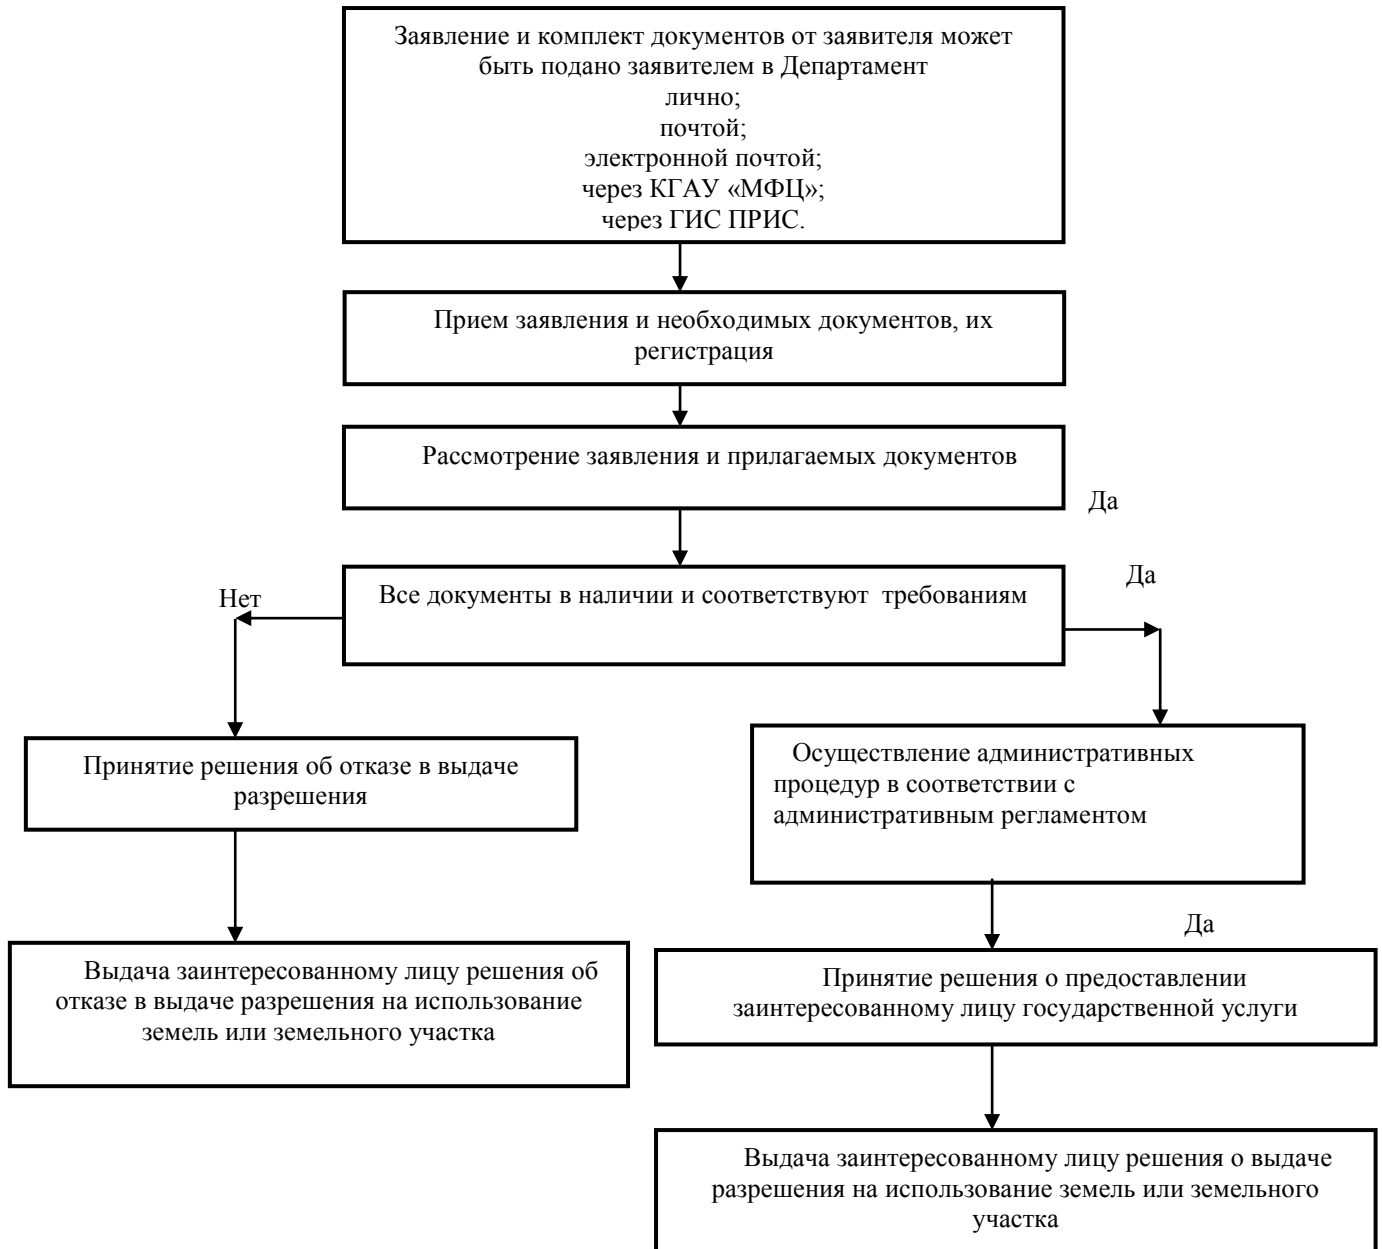 Заявление и комплект документов от заявителя может
быть подано заявителем в Департамент
лично;
почтой;
электронной почтой;
через КГАУ «МФЦ»;
через ГИС ПРИС.
Прием заявления и необходимых документов, их
регистрация
Рассмотрение заявления и прилагаемых документов
Да
Все документы в наличии и соответствуют требованиям
Да
Нет
Принятие решения об отказе в выдаче
разрешения
Осуществление административных
процедур в соответствии с
административным регламентом
Выдача заинтересованному лицу решения об
отказе в выдаче разрешения на использование
земель или земельного участка
Да
Принятие решения о предоставлении
заинтересованному лицу государственной услуги
Выдача заинтересованному лицу решения о выдаче
разрешения на использование земель или земельного
участка